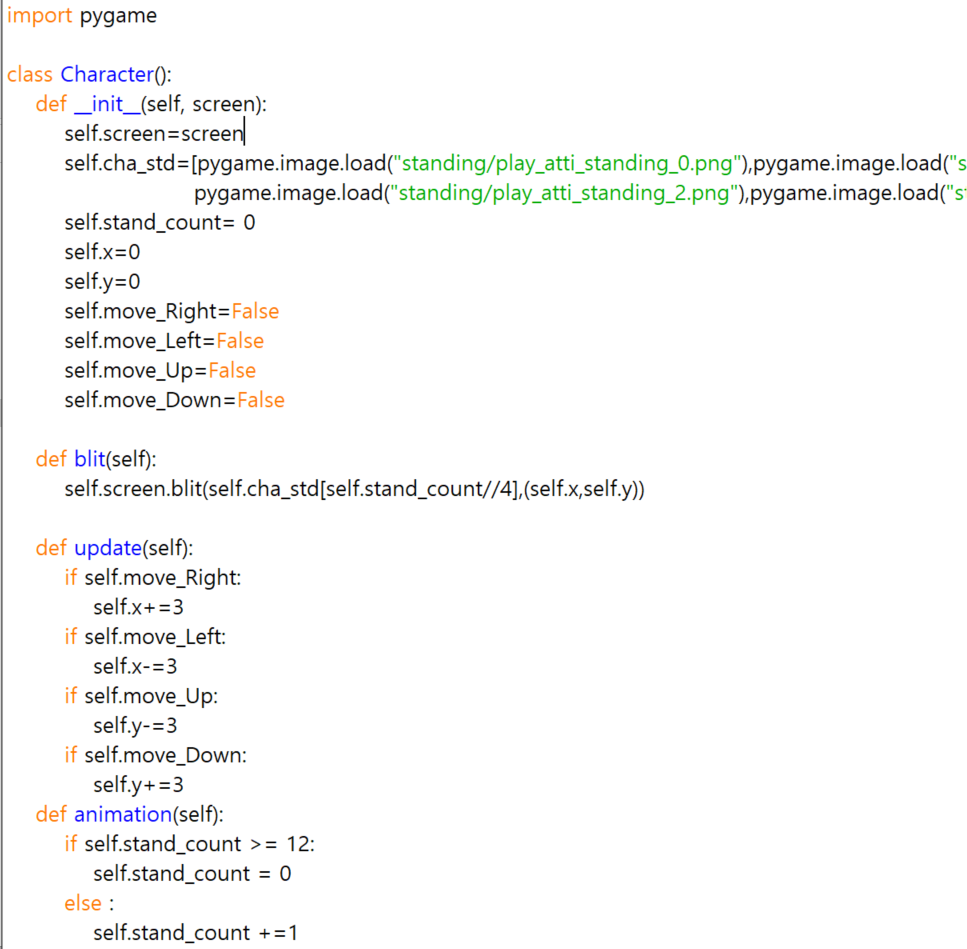 import pygame
class Character():
def __init__(self, screen):
self.screen=screen
self.cha_std=[pygame.image.load("standing/play_atti_standing_0.png"),pygame.image.load("s
pygame.image.load("standing/play_atti_standing_2.png"),pygame.image.load("s
self.stand_count= 0
self.x=0
self.y=0
self.move_Right=False
self.move_Left=False
self.move_Up=False
self.move_Down=False
def blit(self):
self.screen.blit(self.cha_std[self.stand_count//4],(self.x,self.y))
def update(self):
if self.move_Right:
self.x+=3
if self.move_Left:
self.x-=3
if self.move_Up:
self.y-=3
if self.move_Down:
self.y+=3
def animation(self):
if self.stand_count >= 12:
self.stand_count = 0
else :
self.stand_count +=1